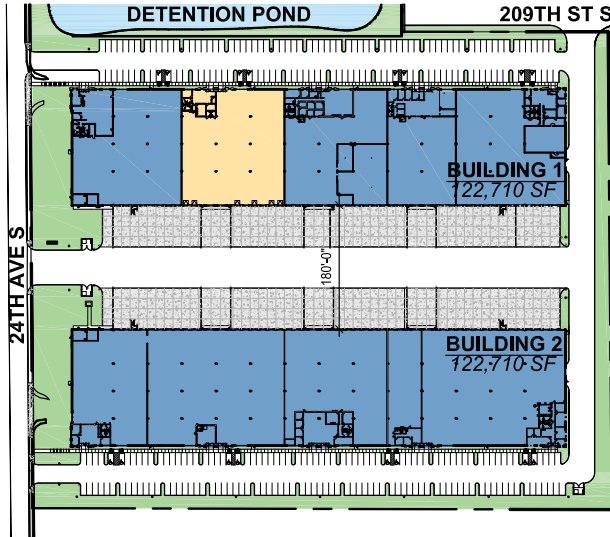 DETENTION POND
209TH ST S
24TH AVE S
BUILDING 1
122,710 SF
180'-0"
BUILDING 2
122,710 SF